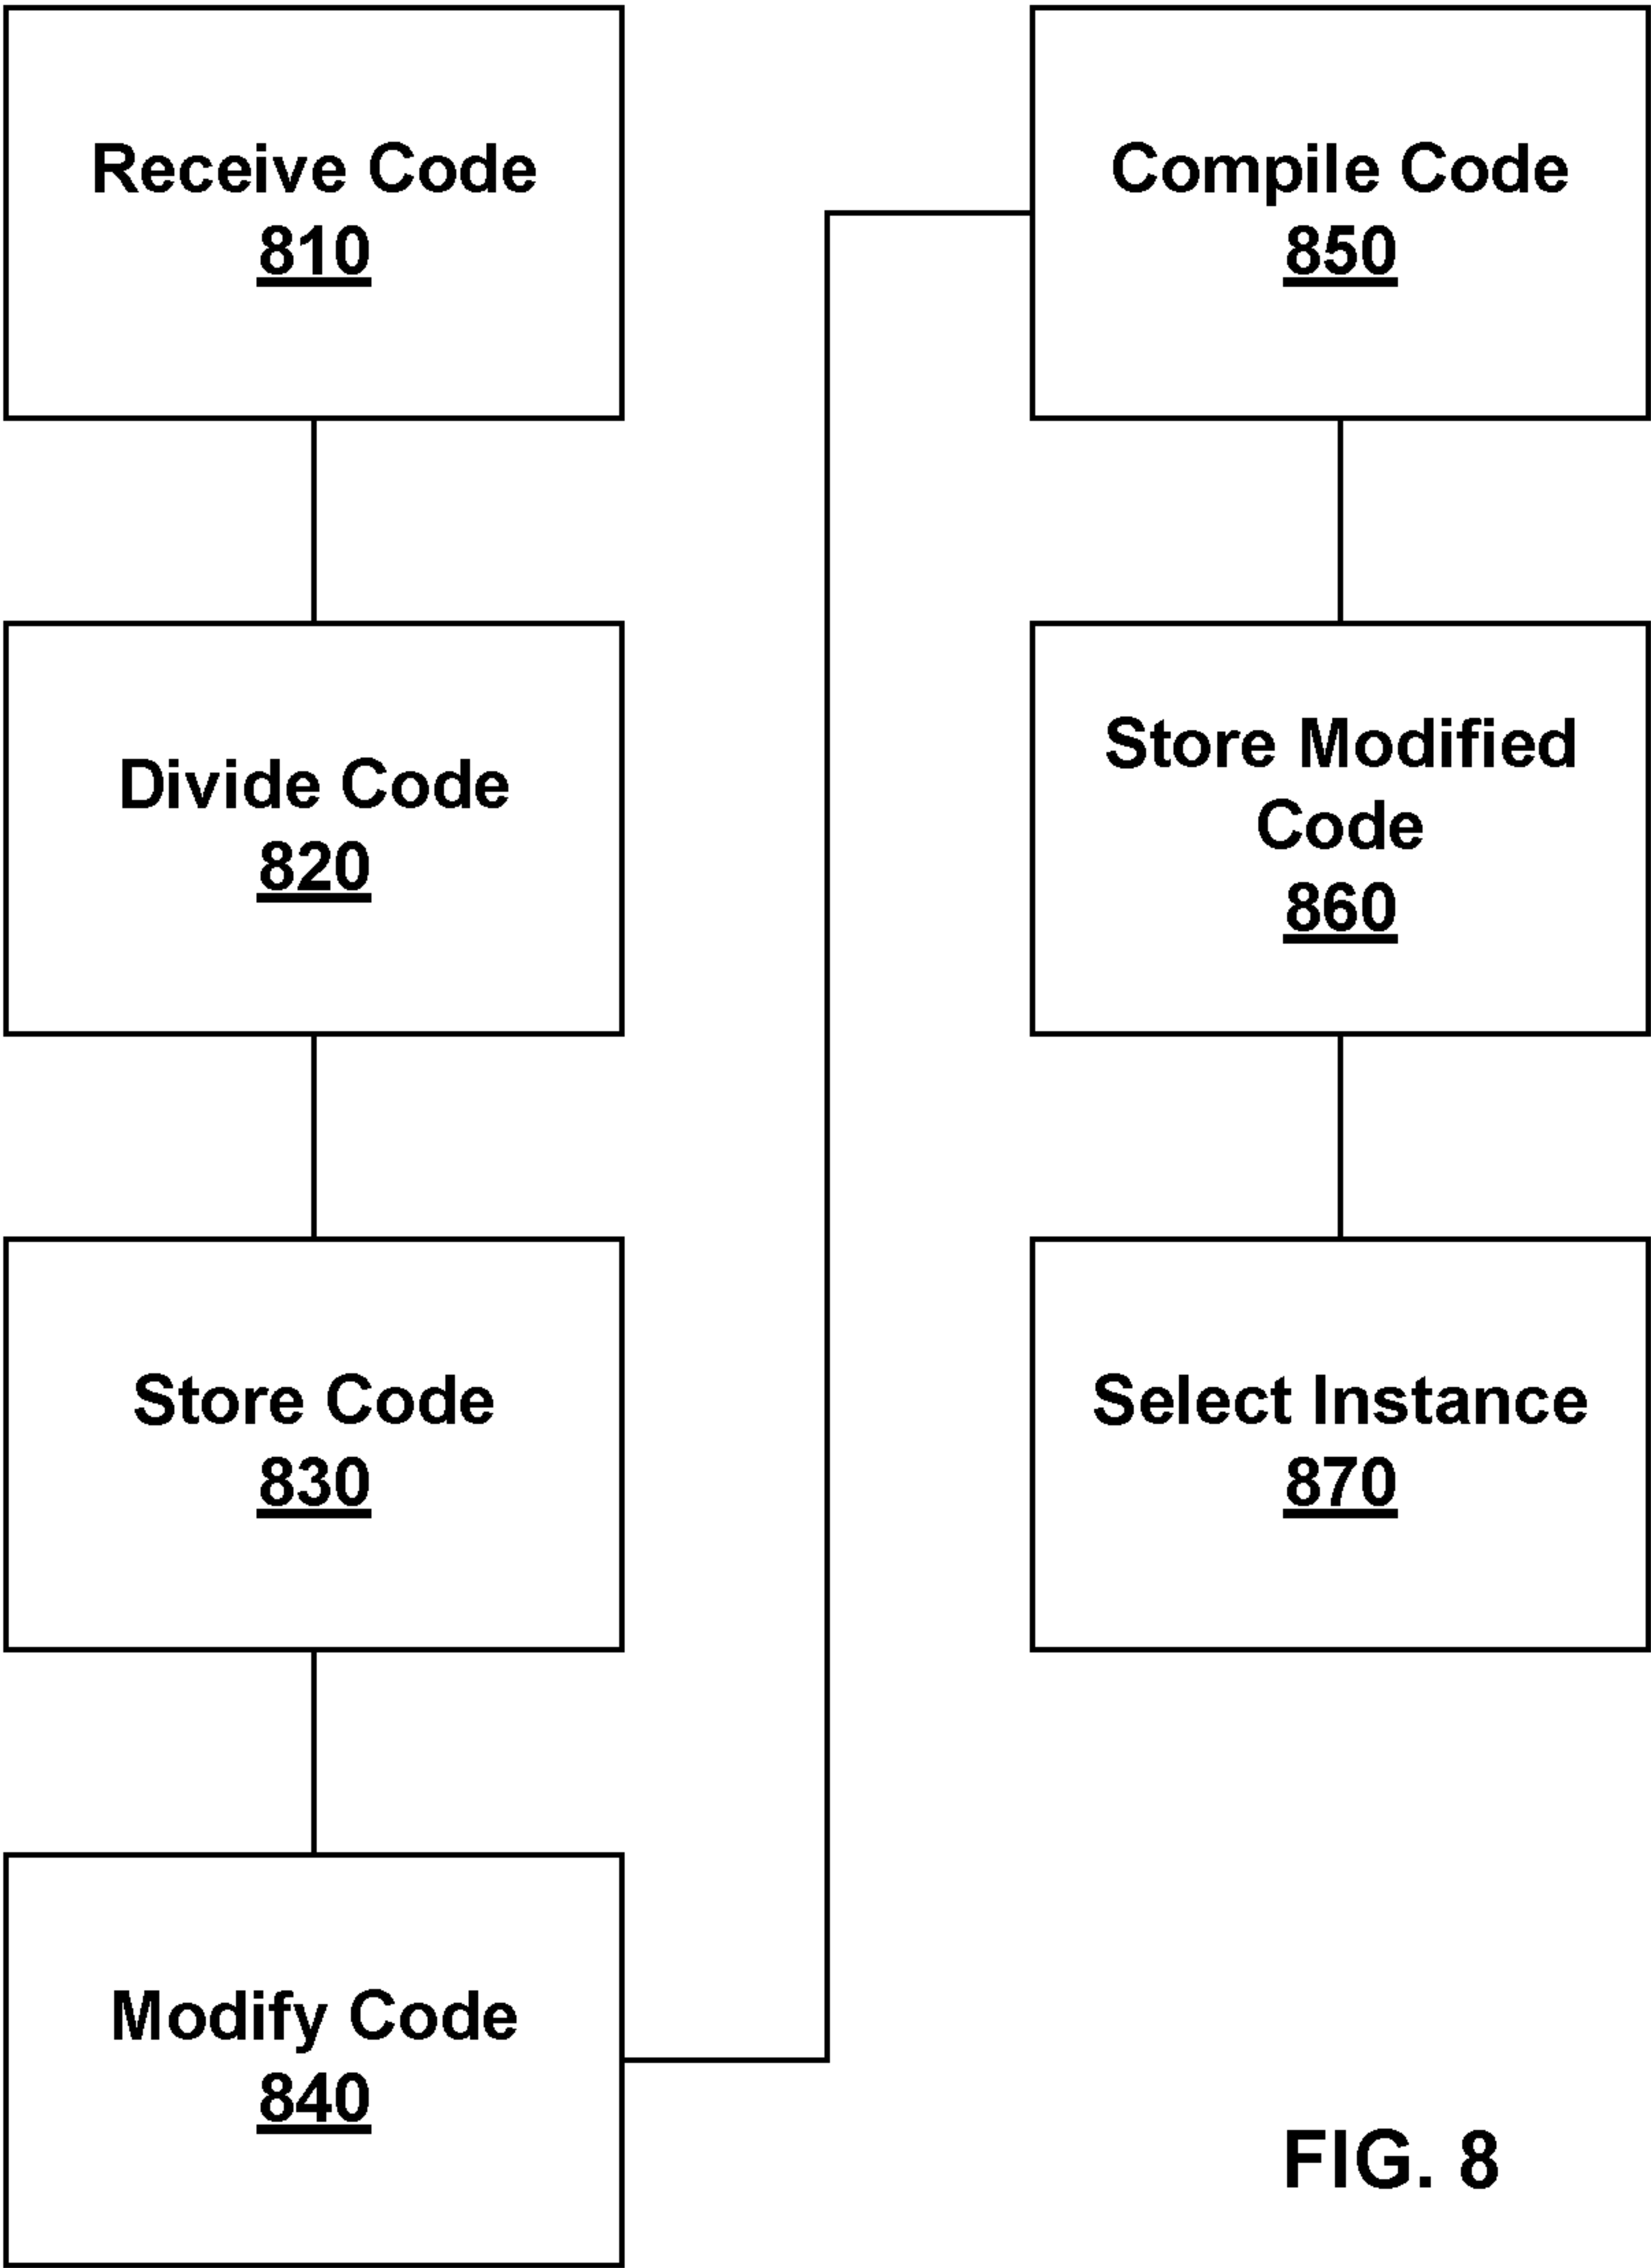 Receive Code
810
Divide Code
820
Store Code
830
Modify Code
840
Compile Code
850
Store Modified
Code
860
Select Instance
870
FIG. 8